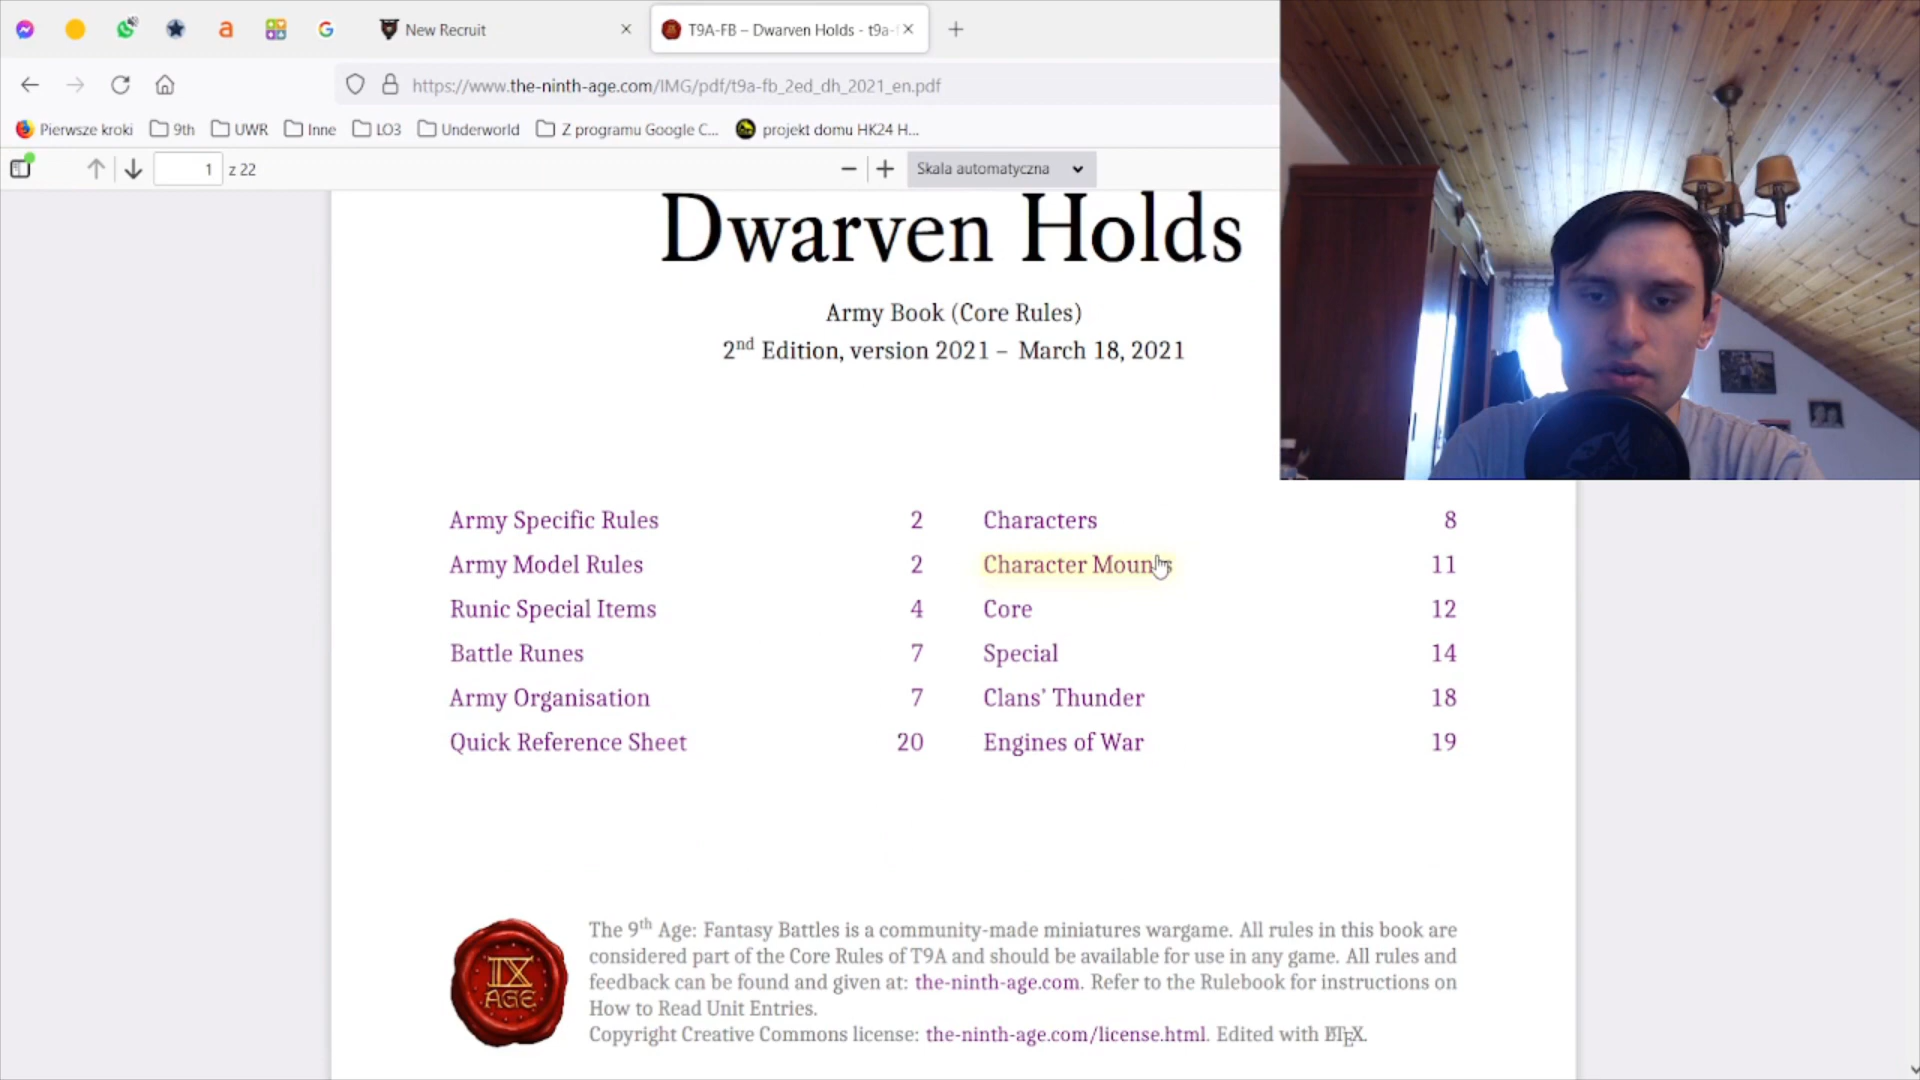 New Recruit
T9A-FB – Dwarven Holds - t9a-
https://www.the-ninth-age.com/IMG/pdf/t9a-fb_2ed_dh_2021_en.pdf
Pierwsze kroki 9th UWR Inne LO3 Underworld Z programu Google C... projekt domu HK24 H...
1 z 22 Skala automatyczna
Dwarven Holds
Army Book (Core Rules)
2nd Edition, version 2021 – March 18, 2021
Army Specific Rules 2
Army Model Rules 2
Runic Special Items 4
Battle Runes 7
Army Organisation 7
Quick Reference Sheet 20
Characters 8
Character Mounts 11
Core 12
Special 14
Clans' Thunder 18
Engines of War 19
IX
AGE
The 9th Age: Fantasy Battles is a community-made miniatures wargame. All rules in this book are
considered part of the Core Rules of T9A and should be available for use in any game. All rules and
feedback can be found and given at: the-ninth-age.com. Refer to the Rulebook for instructions on
How to Read Unit Entries.
Copyright Creative Commons license: the-ninth-age.com/license.html. Edited with LATEX.